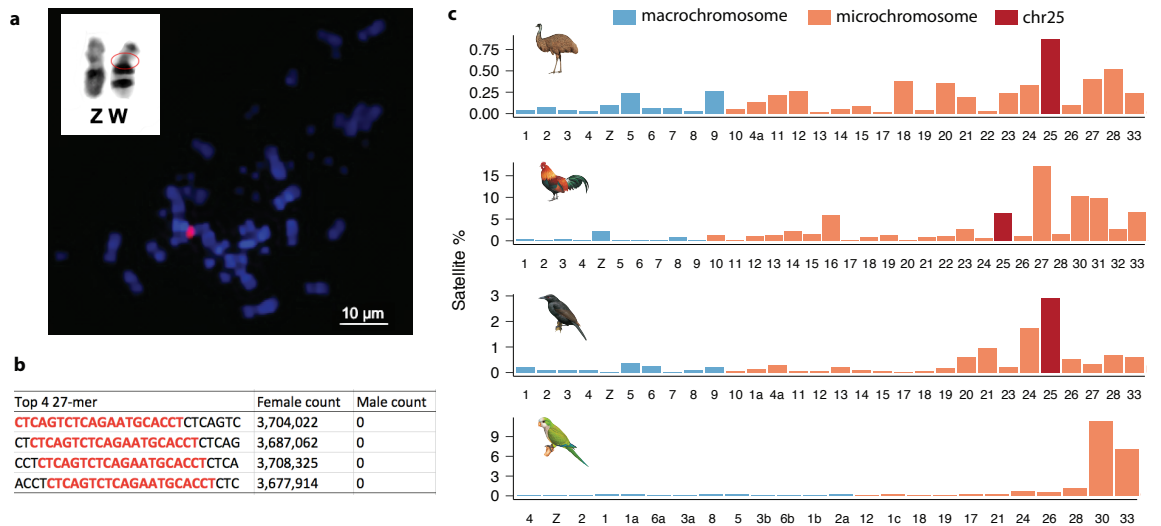 a
Z W
10 µm
b
Top 4 27-mer Female count Male count
CTCAGTCTCAGAATGCACCTCTCAGTC 3,704,022 0
CTCTCAGTCTCAGAATGCACCTCTCAG 3,687,062 0
CCTCTCAGTCTCAGAATGCACCTCTCA 3,708,325 0
ACCTCTCAGTCTCAGAATGCACCTCTC 3,677,914 0
c
macrochromosome microchromosome chr25
Satellite %
0.75
0.50
0.25
0.00
1 2 3 4 Z 5 6 7 8 9 10 4a 11 12 13 14 15 17 18 19 20 21 22 23 24 25 26 27 28 33
15
10
5
0
1 2 3 4 Z 5 6 7 8 9 10 11 12 13 14 15 16 17 18 19 20 21 22 23 24 25 26 27 28 30 31 32 33
3
2
1
0
1 2 3 4 Z 5 6 7 8 9 10 1a 4a 11 12 13 14 15 17 18 19 20 21 22 24 23 25 26 27 28 33
9
6
3
0
4 Z 2 1 1a 6a 3a 8 5 3b 6b 1b 2a 12 1c 18 19 17 21 24 26 28 30 33